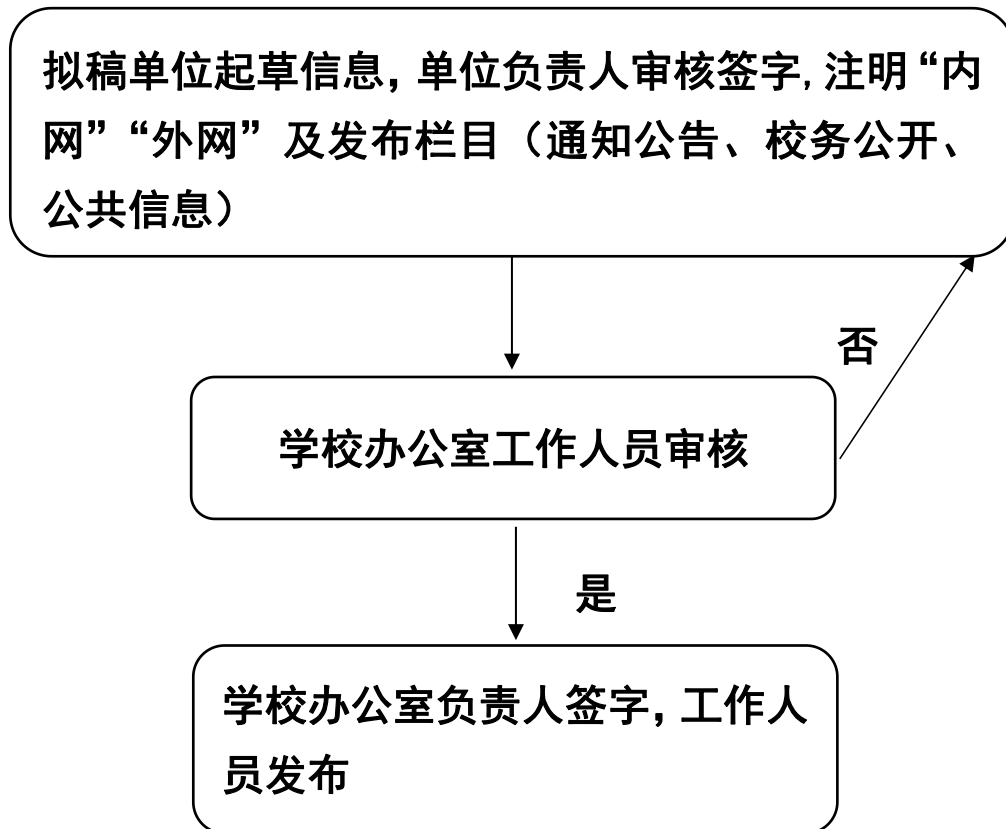 拟稿单位起草信息，单位负责人审核签字，注明“内
网”“外网”及发布栏目（通知公告、校务公开、
公共信息）
否
学校办公室工作人员审核
是
学校办公室负责人签字，工作人
员发布